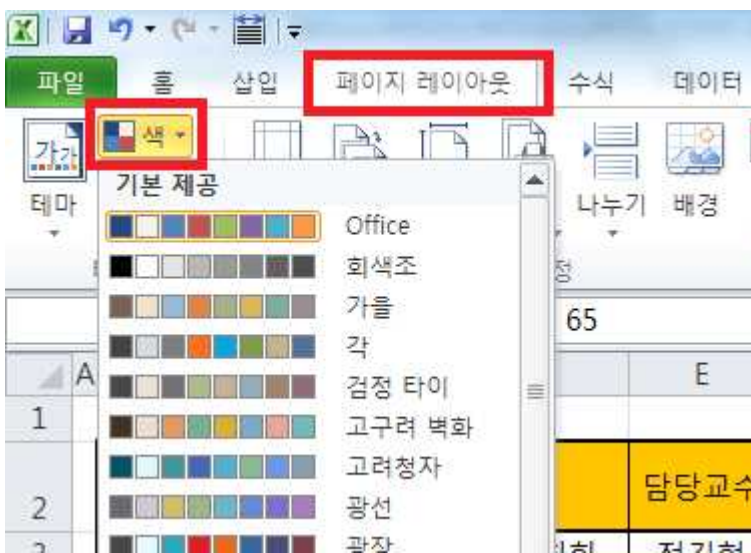 파일 홈 삽입 페이지 레이아웃 수식 데이터
가가 색
테마 나누기 배경
기본 제공
Office
회색조
가을
65
각
A E
검정 타이
1
고구려 벽화
고려청자
담당교수
2
광선
광장